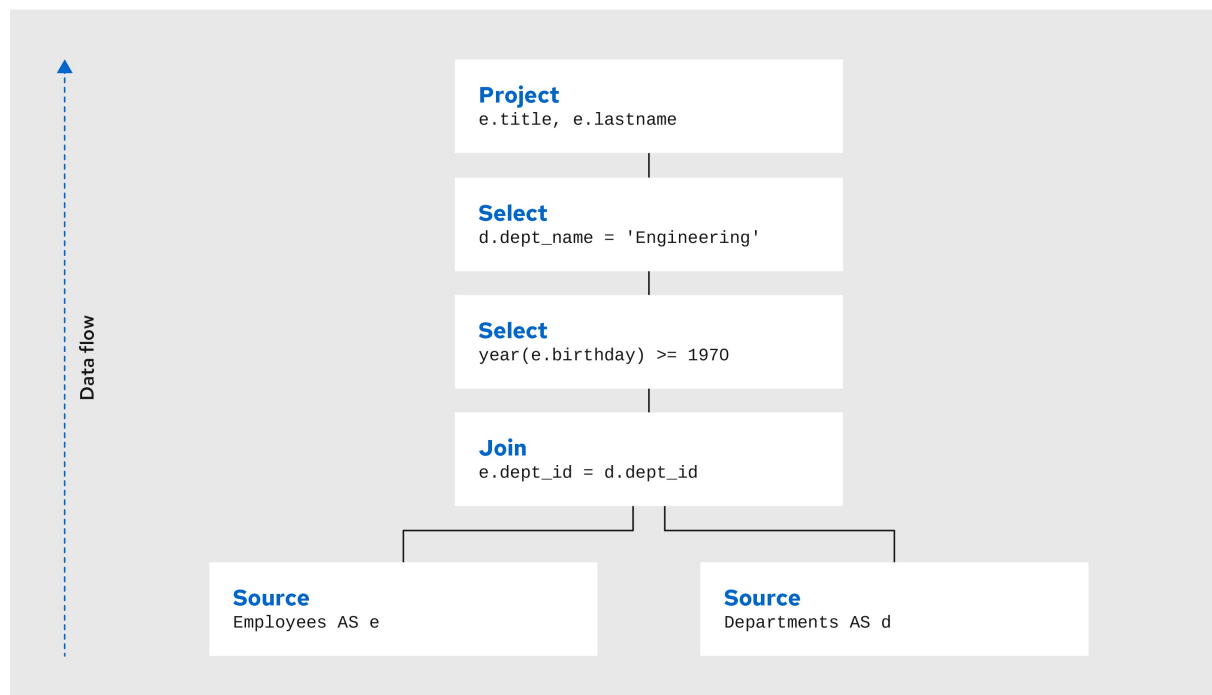 Project
e.title, e.lastname
Select
d.dept_name = 'Engineering'
Select
year(e.birthday) >= 1970
Data flow
Join
e.dept_id = d.dept_id
Source
Employees AS e
Source
Departments AS d